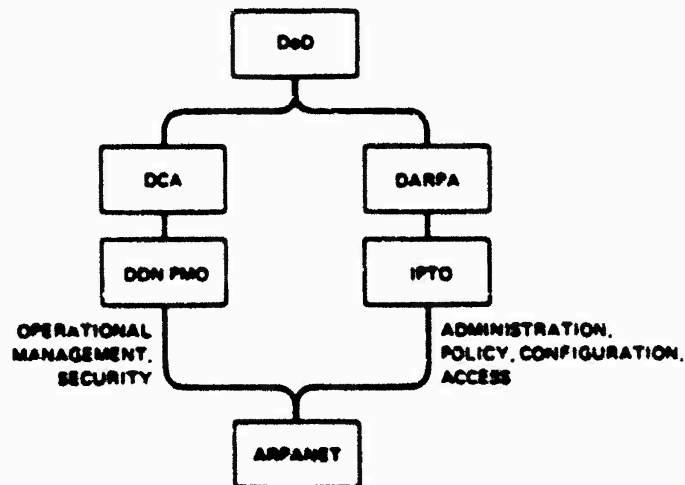 DoD
DCA
DARPA
DDN PMO
IPTO
OPERATIONAL
MANAGEMENT,
SECURITY
ADMINISTRATION,
POLICY, CONFIGURATION,
ACCESS
ARPANET